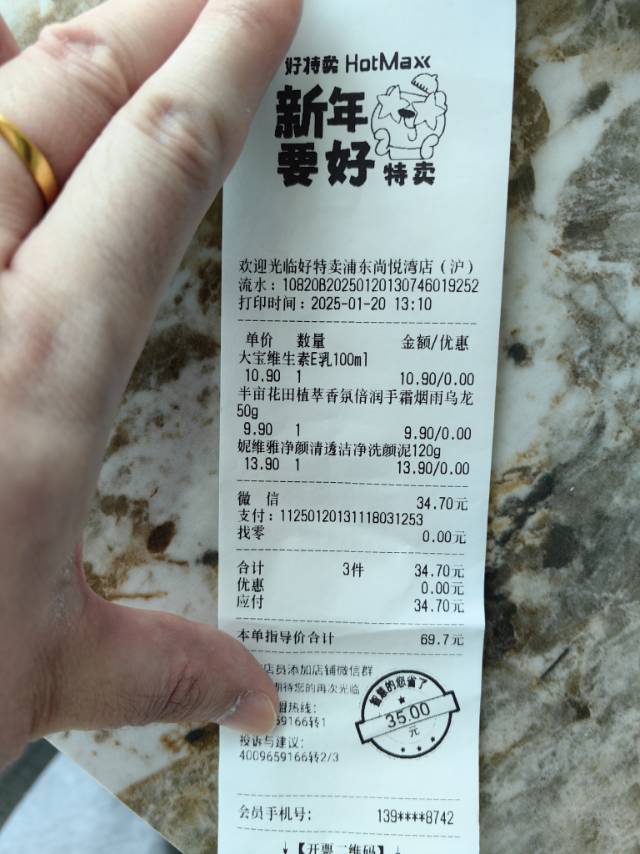 好特卖 HotMaxx
新年
要好
特卖
欢迎光临好特卖浦东尚悦湾店（沪）
流水：10820B20250120130746019252
打印时间：2025-01-20 13:10
单价 数量 金额/优惠
大宝维生素E乳100ml
10.90 1 10.90/0.00
半亩花田植萃香氛倍润手霜烟雨乌龙
50g
9.90 1 9.90/0.00
妮维雅净颜清透洁净洗颜泥120g
13.90 1 13.90/0.00
微 信 34.70元
支付：11250120131118031253
找零 0.00元
合计 3件 34.70元
优惠 0.00元
应付 34.70元
本单指导价合计 69.7元
店员添加店铺微信群
期待您的再次光临
热线：
59166转1
智慧的您省了
35.00
元
投诉与建议：
4009659166转2/3
会员手机号： 139****8742
↓【开票二维码】↓